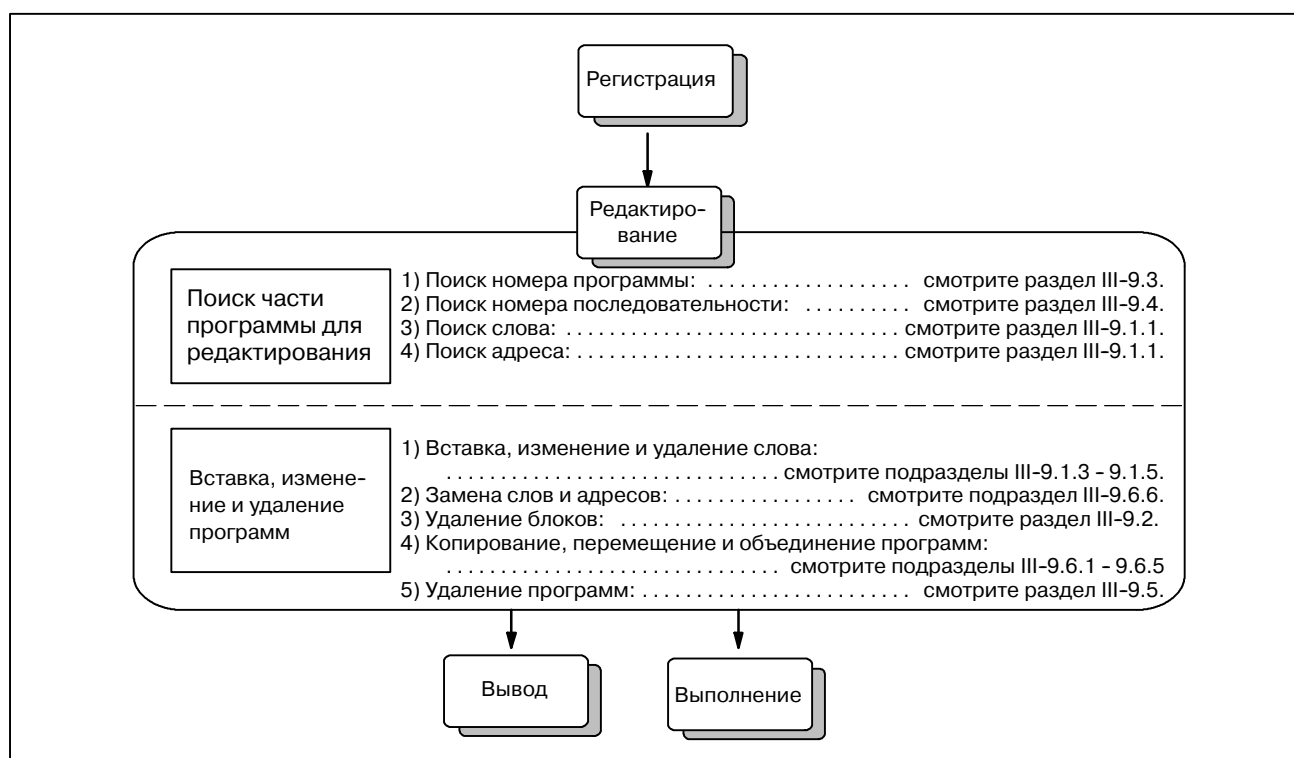 Регистрация
Редактиро-
вание
Поиск части
программы для
редактирования
1) Поиск номера программы: . . . . . . . . . . . . . . . . . . . смотрите раздел III-9.3.
2) Поиск номера последовательности: . . . . . . . . . . смотрите раздел III-9.4.
3) Поиск слова: . . . . . . . . . . . . . . . . . . . . . . . . . . . . . . . смотрите раздел III-9.1.1.
4) Поиск адреса: . . . . . . . . . . . . . . . . . . . . . . . . . . . . . . смотрите раздел III-9.1.1.
Вставка, измене-
ние и удаление
программ
1) Вставка, изменение и удаление слова:
. . . . . . . . . . . . . . . . . . . . . . . . . . . . . . . смотрите подразделы III-9.1.3 - 9.1.5.
2) Замена слов и адресов: . . . . . . . . . . . . . . . . . смотрите подраздел III-9.6.6.
3) Удаление блоков: . . . . . . . . . . . . . . . . . . . . . . . . . . . смотрите раздел III-9.2.
4) Копирование, перемещение и объединение программ:
. . . . . . . . . . . . . . . . . . . . . . . . . . . . . . . смотрите подразделы III-9.6.1 - 9.6.5
5) Удаление программ: . . . . . . . . . . . . . . . . . . . . . . . . . смотрите раздел III-9.5.
Вывод
Выполнение